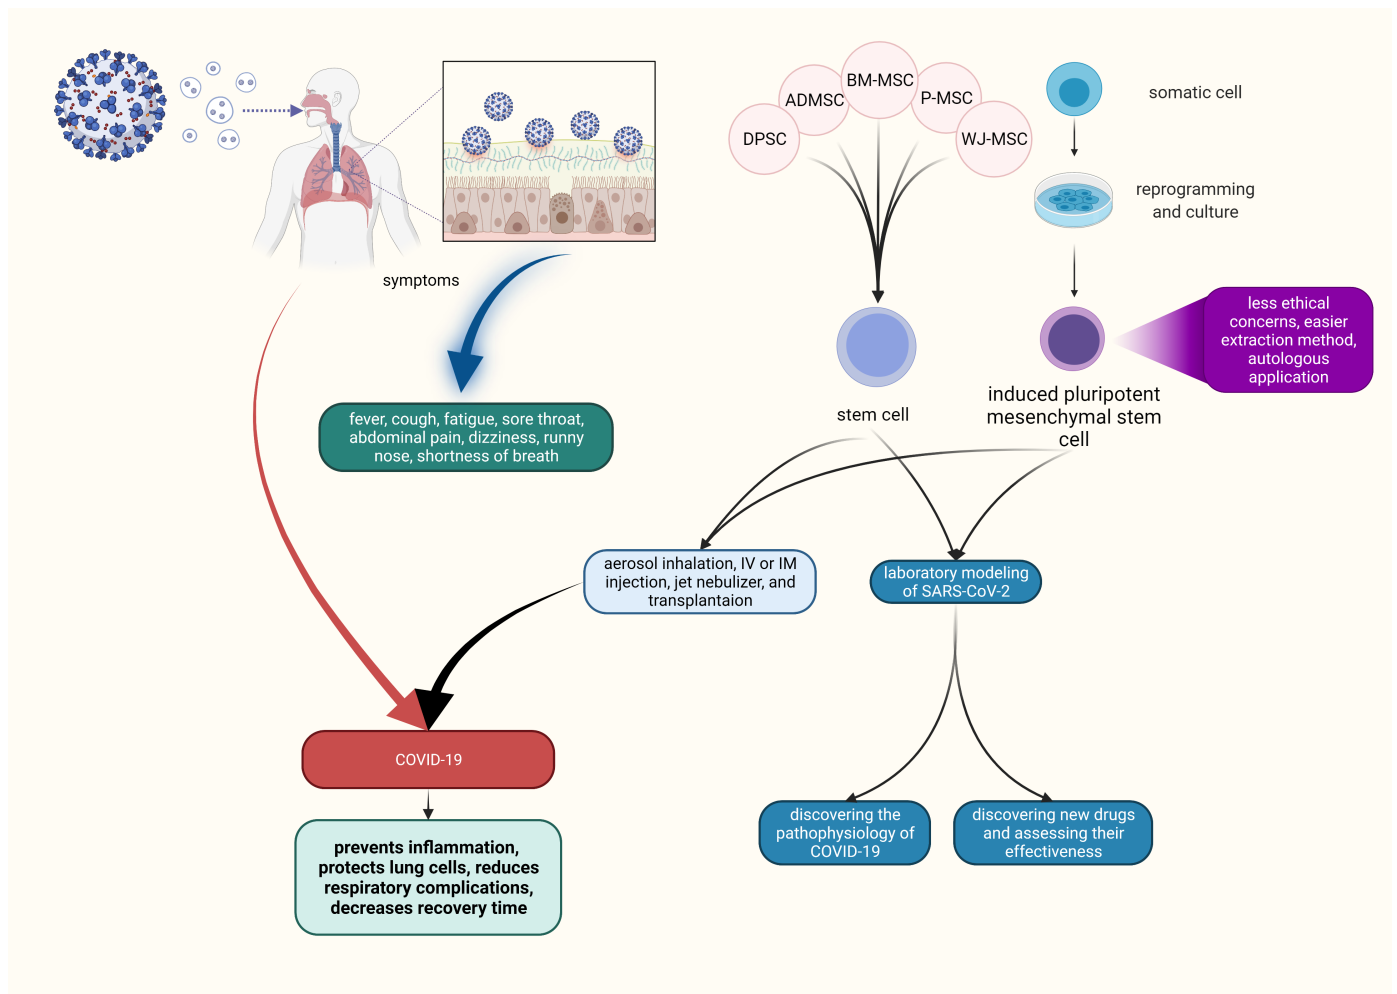 BM-MSC
ADMSC
P-MSC
DPSC
WJ-MSC
somatic cell
reprogramming
and culture
symptoms
less ethical
concerns, easier
extraction method,
autologous
application
stem cell
induced pluripotent
mesenchymal stem
cell
fever, cough, fatigue, sore throat,
abdominal pain, dizziness, runny
nose, shortness of breath
aerosol inhalation, IV or IM
injection, jet nebulizer, and
transplantaion
laboratory modeling
of SARS-CoV-2
COVID-19
prevents inflammation,
protects lung cells, reduces
respiratory complications,
decreases recovery time
discovering the
pathophysiology of
COVID-19
discovering new drugs
and assessing their
effectiveness